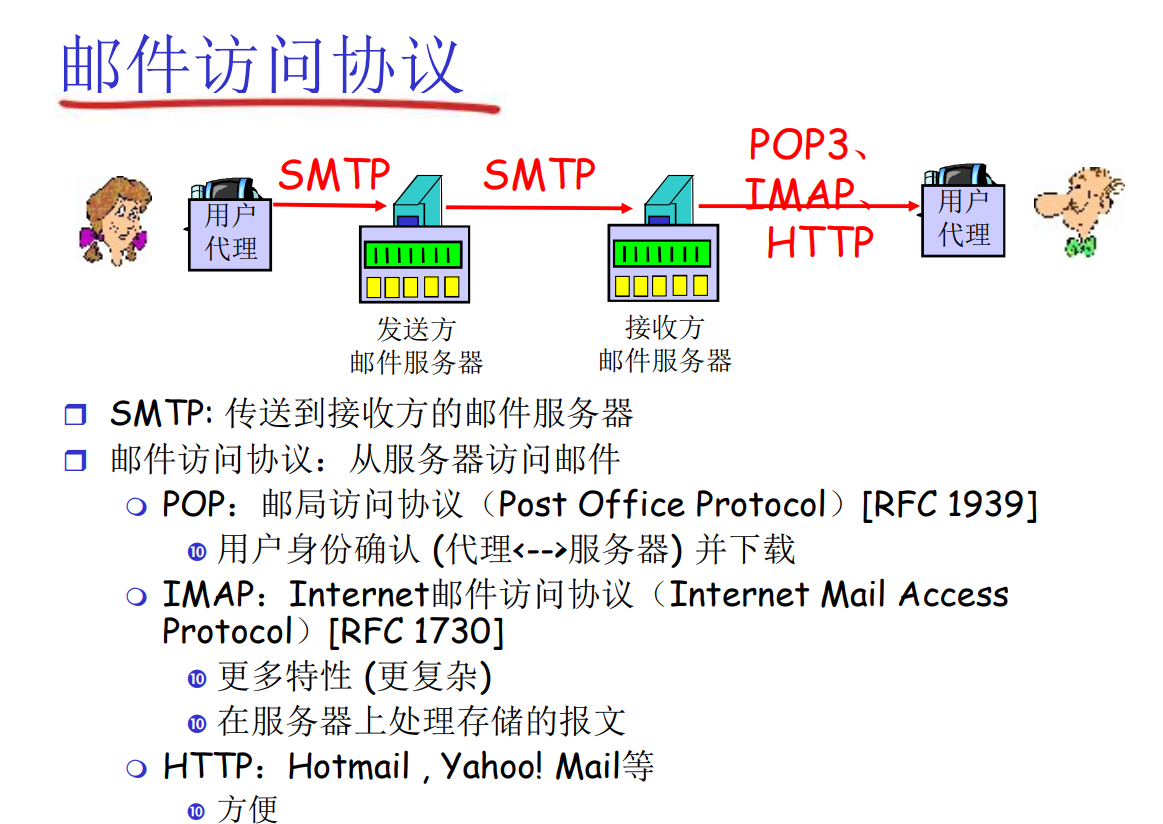 邮件访问协议
SMTP
SMTP
POP3、
IMAP、
HTTP
用户
代理
用户
代理
发送方
邮件服务器
接收方
邮件服务器
❒ SMTP: 传送到接收方的邮件服务器
❒ 邮件访问协议：从服务器访问邮件
❍ POP：邮局访问协议（Post Office Protocol）[RFC 1939]
❿ 用户身份确认 (代理<-->服务器) 并下载
❍ IMAP：Internet邮件访问协议（Internet Mail Access
Protocol）[RFC 1730]
❿ 更多特性 (更复杂)
❿ 在服务器上处理存储的报文
❍ HTTP：Hotmail , Yahoo! Mail等
❿ 方便